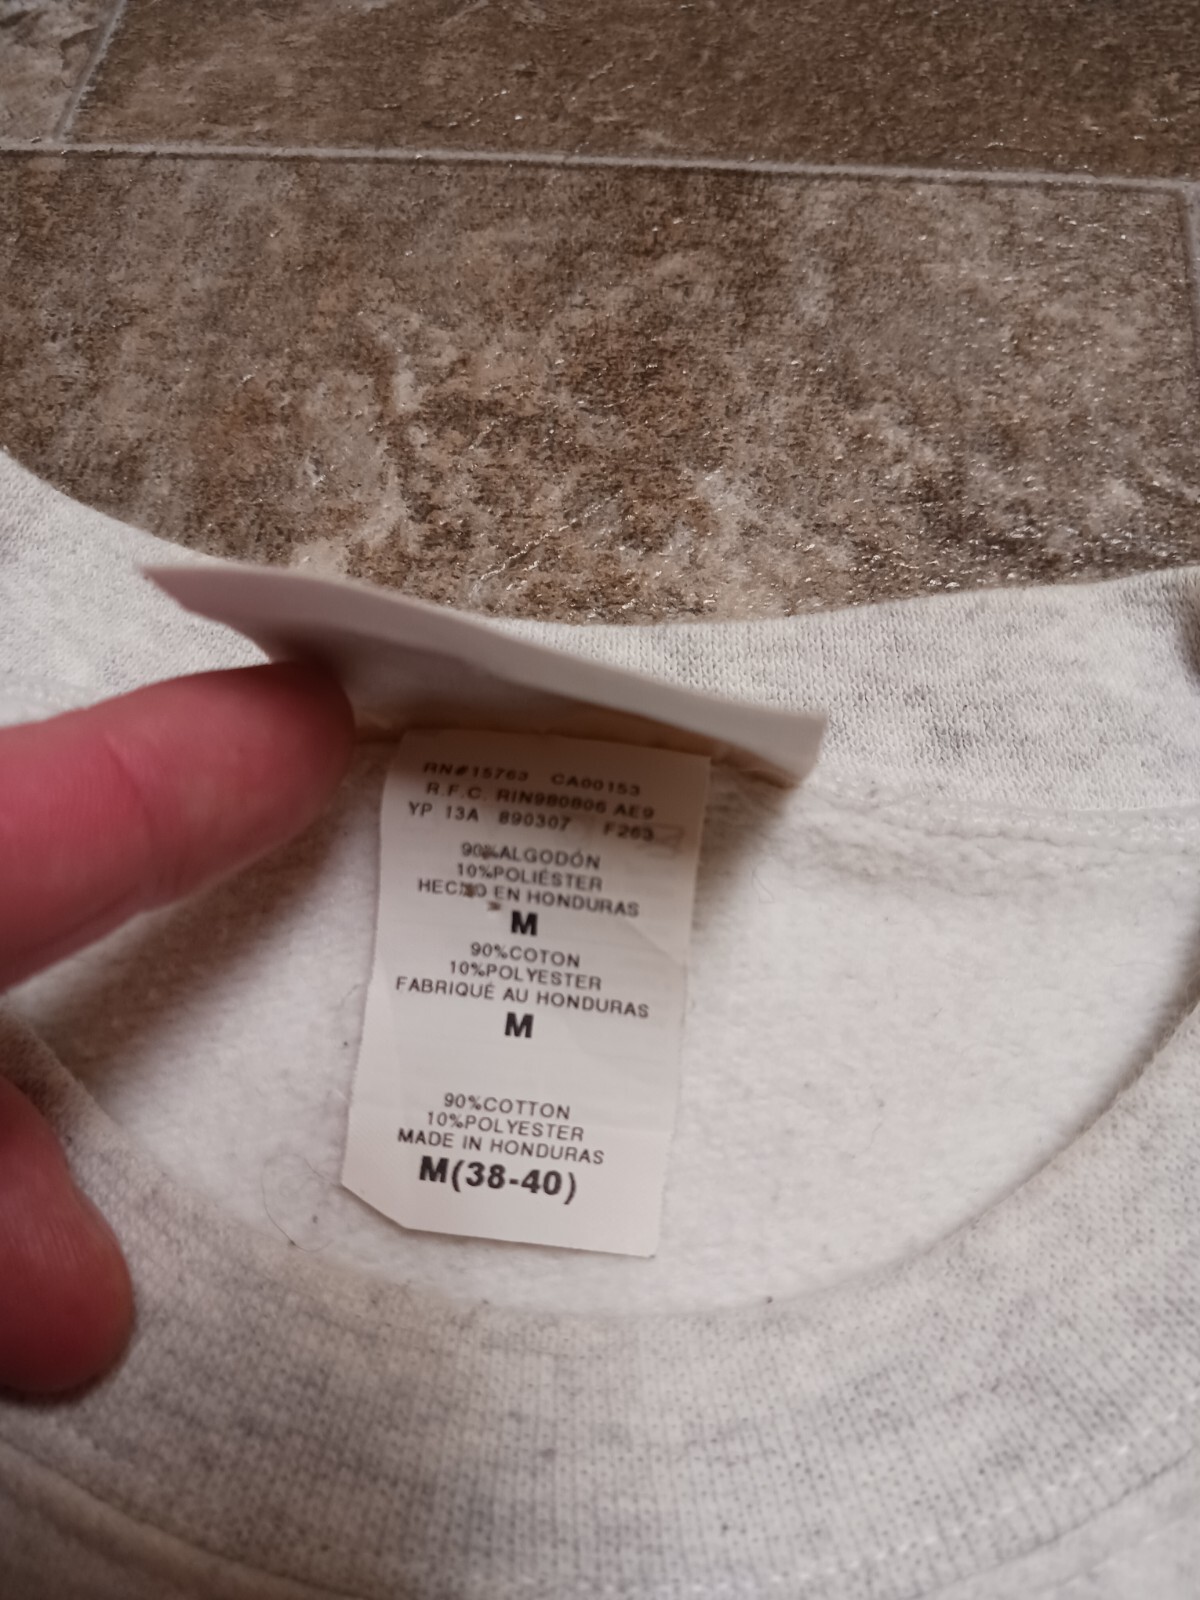 RN#15763 CA00153
R.F.C. RIN980806 AE9
YP 13A 890307 F263
90%ALGODÓN
10%POLIÉSTER
HECHO EN HONDURAS
M
90%COTON
10%POLYESTER
FABRIQUÉ AU HONDURAS
M
90%COTTON
10%POLYESTER
MADE IN HONDURAS
M(38-40)